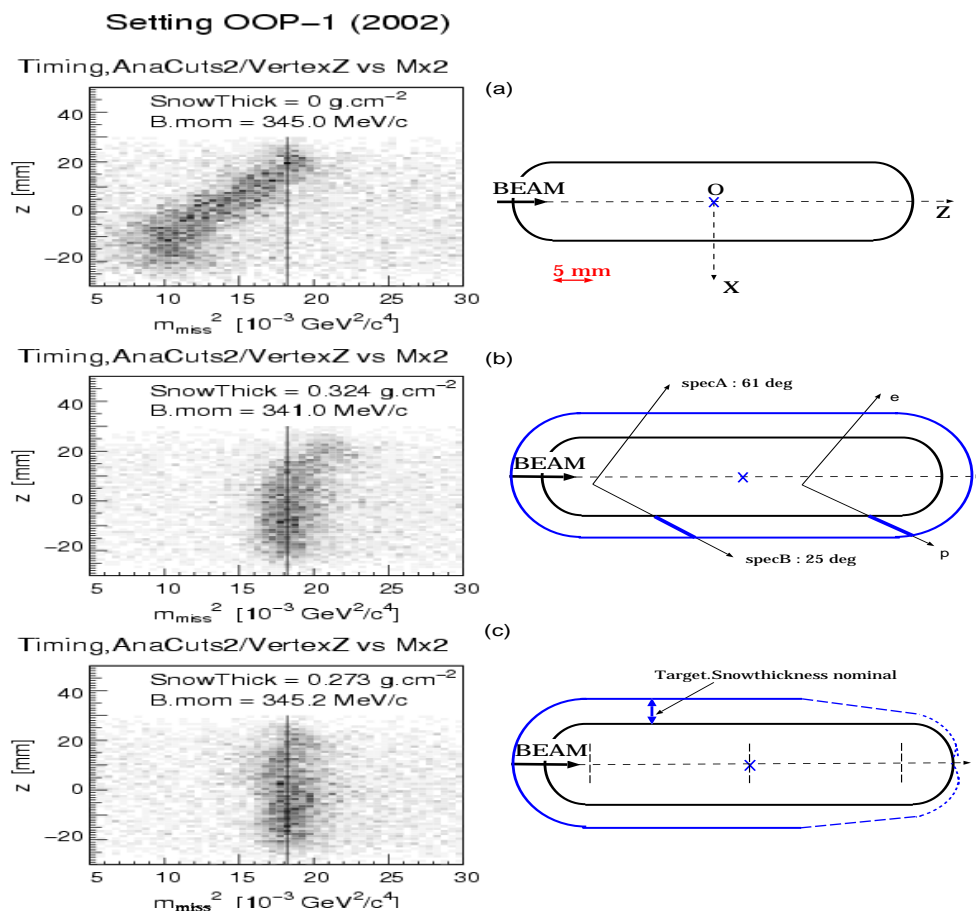 Setting OOP−1 (2002)
Timing,AnaCuts2/VertexZ vs Mx2
SnowThick = 0 g.cm−2
B.mom = 345.0 MeV/c
z [mm]
40
20
0
−20
5 10 15 20 25 30
mmiss2 [10−3 GeV2/c4]
(a)
BEAM
O
Z
5 mm
X
Timing,AnaCuts2/VertexZ vs Mx2
SnowThick = 0.324 g.cm−2
B.mom = 341.0 MeV/c
z [mm]
40
20
0
−20
5 10 15 20 25 30
mmiss2 [10−3 GeV2/c4]
(b)
specA : 61 deg
e
BEAM
specB : 25 deg
p
Timing,AnaCuts2/VertexZ vs Mx2
SnowThick = 0.273 g.cm−2
B.mom = 345.2 MeV/c
z [mm]
40
20
0
−20
5 10 15 20 25 30
mmiss2 [10−3 GeV2/c4]
(c)
Target.Snowthickness nominal
BEAM